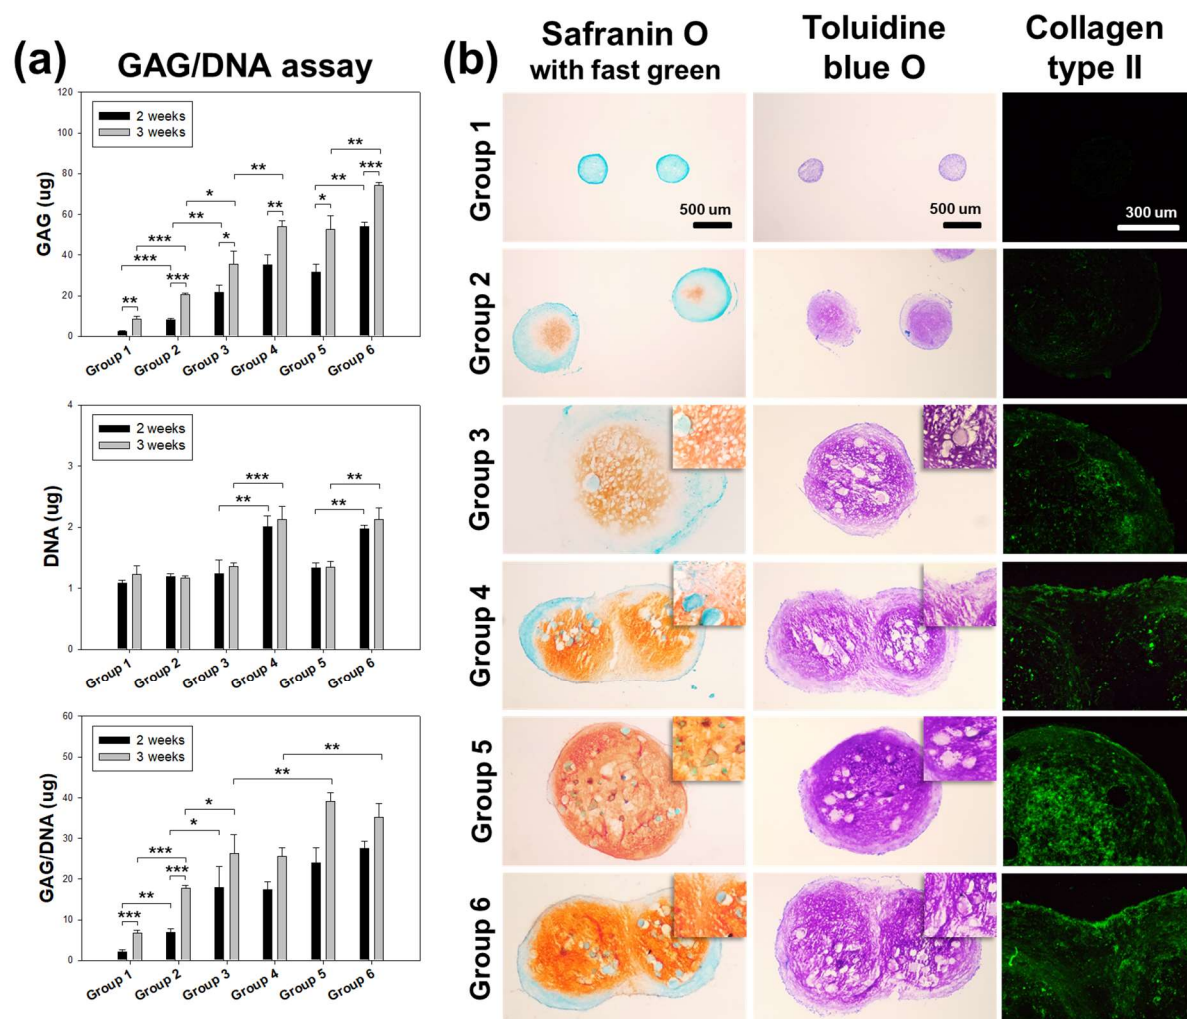 (a)
GAG/DNA assay
120
100
80
60
40
20
0
GAG (ug)
2 weeks
3 weeks
**
***
***
***
**
*
*
**
**
*
**
***
**
Group 1
Group 2
Group 3
Group 4
Group 5
Group 6
4
3
2
1
0
DNA (ug)
2 weeks
3 weeks
***
**
**
**
Group 1
Group 2
Group 3
Group 4
Group 5
Group 6
60
50
40
30
20
10
0
GAG/DNA (ug)
2 weeks
3 weeks
***
**
***
***
*
*
**
**
Group 1
Group 2
Group 3
Group 4
Group 5
Group 6
(b)
Safranin O
with fast green
Toluidine
blue O
Collagen
type II
Group 1
500 um
500 um
300 um
Group 2
Group 3
Group 4
Group 5
Group 6